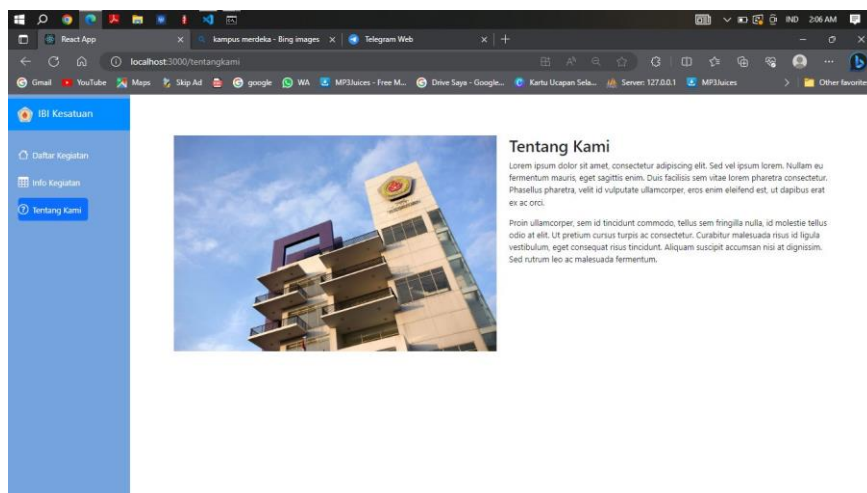 IND 2:06 AM
React App
kampus merdeka - Bing images
Telegram Web
localhost:3000/tentangkami
Gmail YouTube Maps Skip Ad google WA MP3Juices - Free M... Drive Saya - Google... Kartu Ucapan Sela... Server: 127.0.0.1 MP3Juices Other favorite
IBI Kesatuan
Daftar Kegiatan
Info Kegiatan
Tentang Kami
Tentang Kami
Lorem ipsum dolor sit amet, consectetur adipiscing elit. Sed vel ipsum lorem. Nullam eu
fermentum mauris, eget sagittis enim. Duis facilisis sem vitae lorem pharetra consectetur.
Phasellus pharetra, velit id vulputate ullamcorper, eros enim eleifend est, ut dapibus erat
ex ac orci.
Proin ullamcorper, sem id tincidunt commodo, tellus sem fringilla nulla, id molestie tellus
odio at elit. Ut pretium cursus turpis ac consectetur. Curabitur malesuada risus id ligula
vestibulum, eget consequat risus tincidunt. Aliquam suscipit accumsan nisi at dignissim.
Sed rutrum leo ac malesuada fermentum.